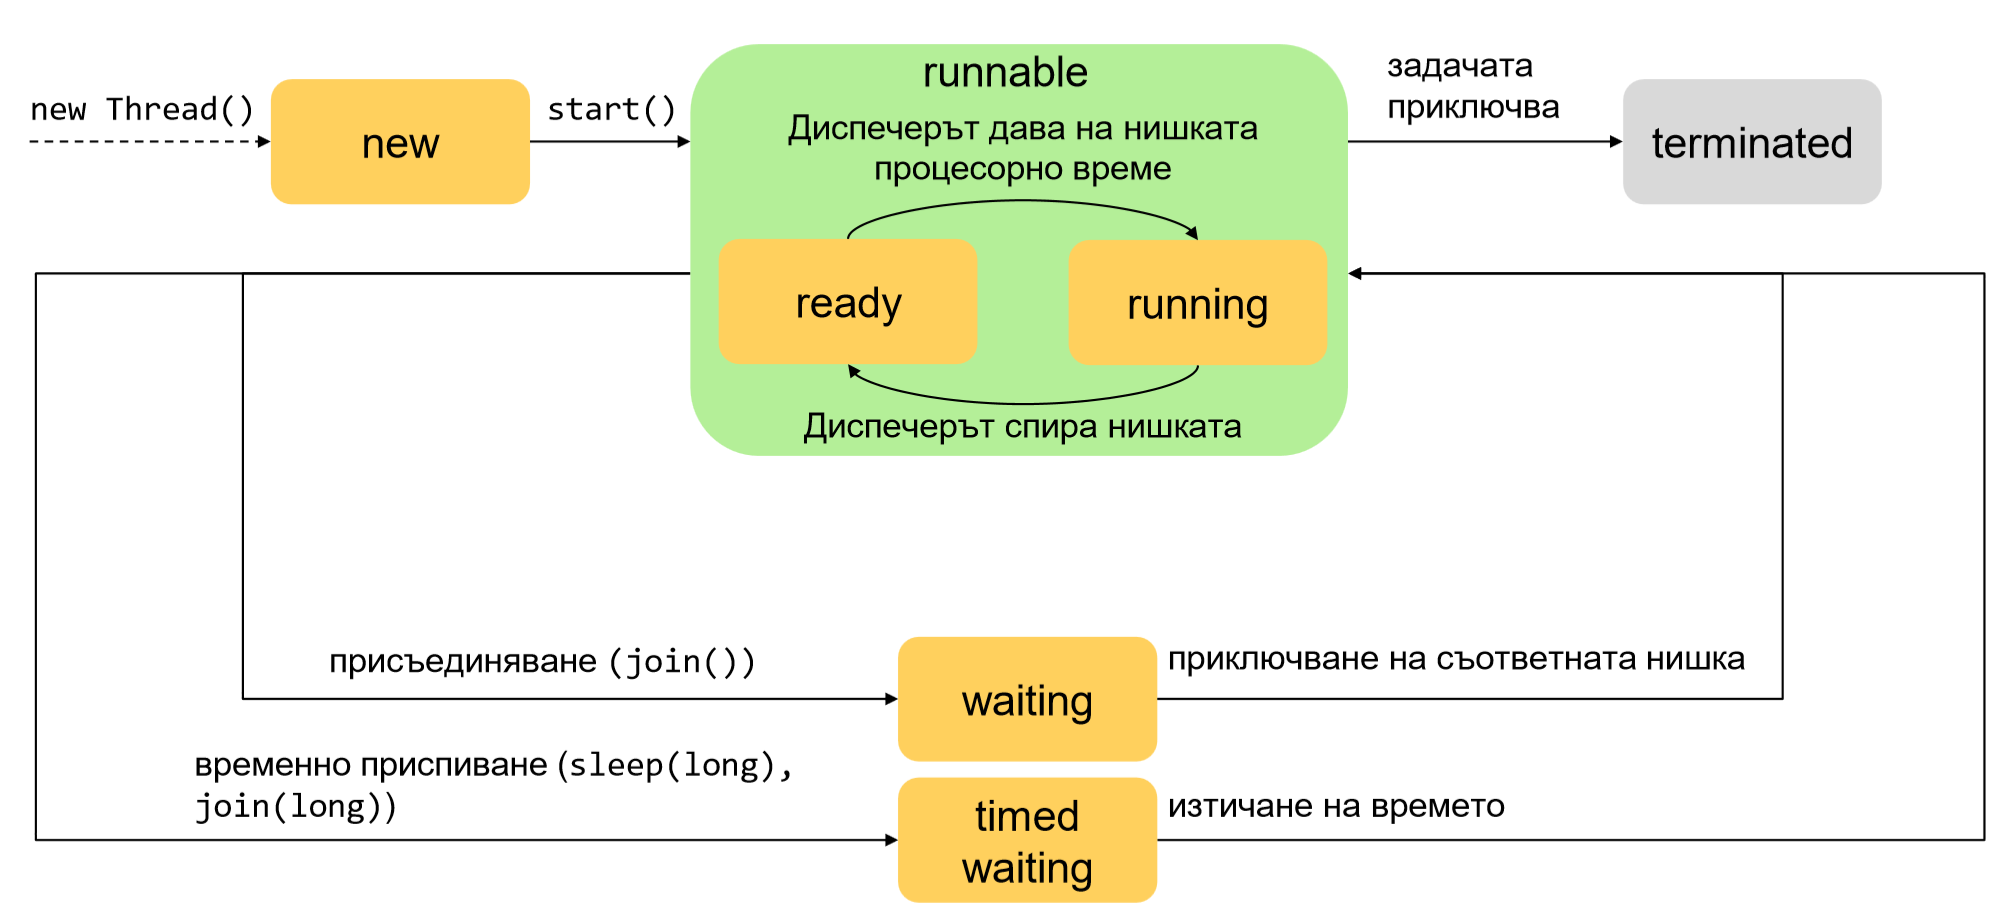 new Thread()
new
start()
runnable
Диспечерът дава на нишката
процесорно време
ready
running
Диспечерът спира нишката
задачата
приключва
terminated
присъединяване (join())
waiting
приключване на съответната нишка
временно приспиване (sleep(long),
join(long))
timed
waiting
изтичане на времето